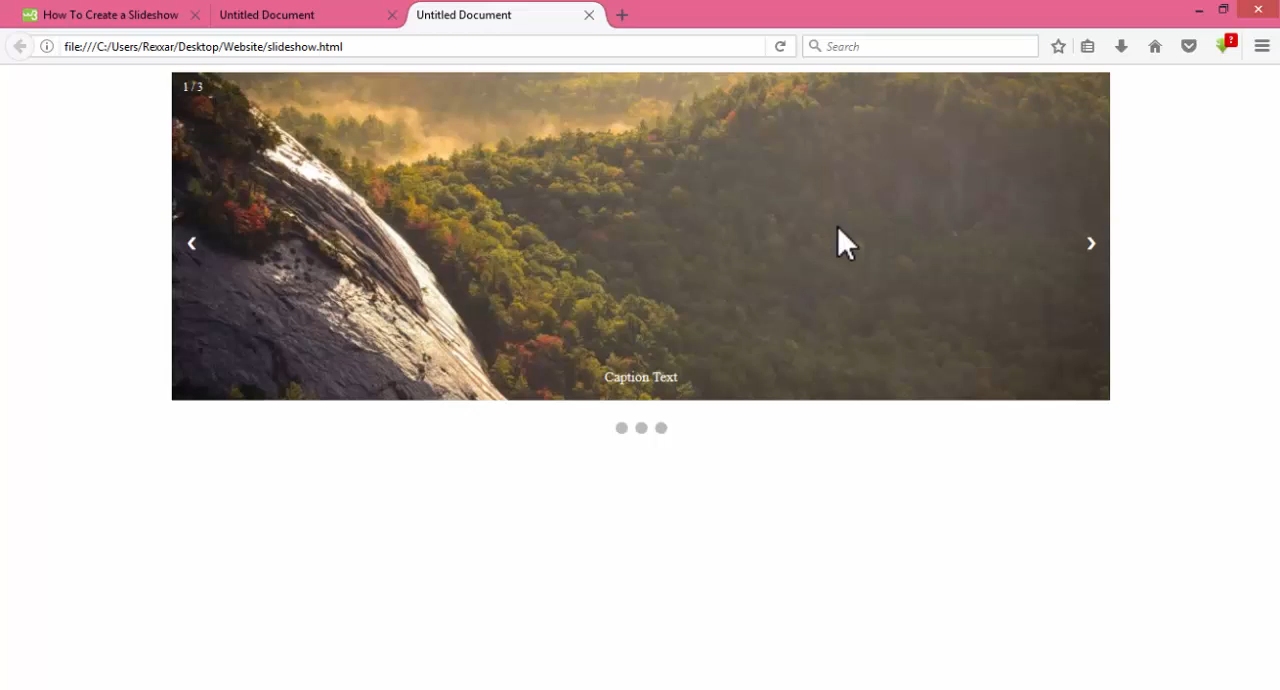 How To Create a Slideshow
Untitled Document
Untitled Document
file:///C:/Users/Rexxar/Desktop/Website/slideshow.html
Search
?
1 / 3
❮
❯
Caption Text